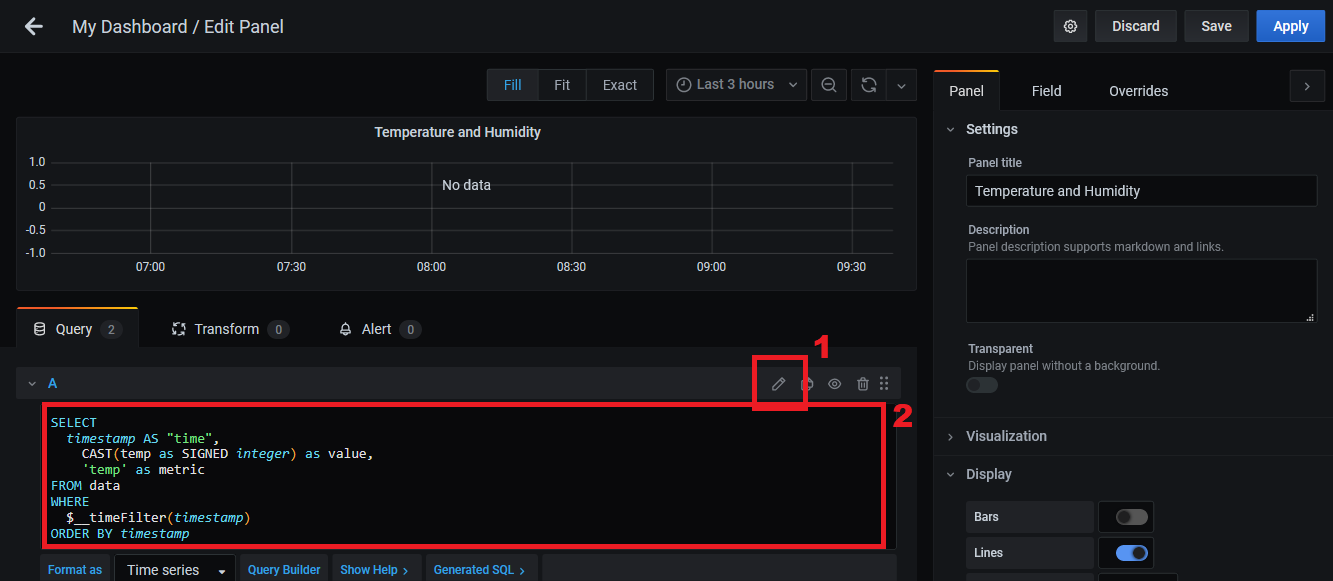 My Dashboard / Edit Panel
Discard
Save
Apply
Fill
Fit
Exact
Last 3 hours
Panel
Field
Overrides
Temperature and Humidity
1.0
0.5
0
-0.5
-1.0
No data
07:00
07:30
08:00
08:30
09:00
09:30
Settings
Panel title
Temperature and Humidity
Description
Panel description supports markdown and links.
Transparent
Display panel without a background.
Visualization
Display
Bars
Lines
Query 2
Transform 0
Alert 0
1
A
2
SELECT
timestamp AS "time",
CAST(temp as SIGNED integer) as value,
'temp' as metric
FROM data
WHERE
$__timeFilter(timestamp)
ORDER BY timestamp
Format as
Time series
Query Builder
Show Help >
Generated SQL >